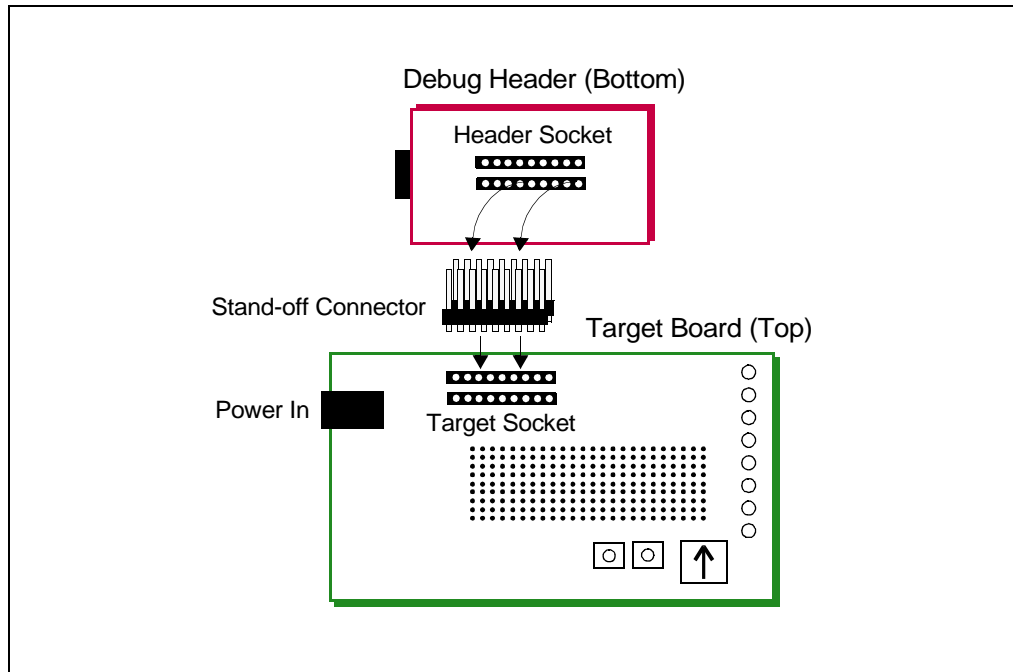 Debug Header (Bottom)
Header Socket
Stand-off Connector
Target Board (Top)
Power In
Target Socket